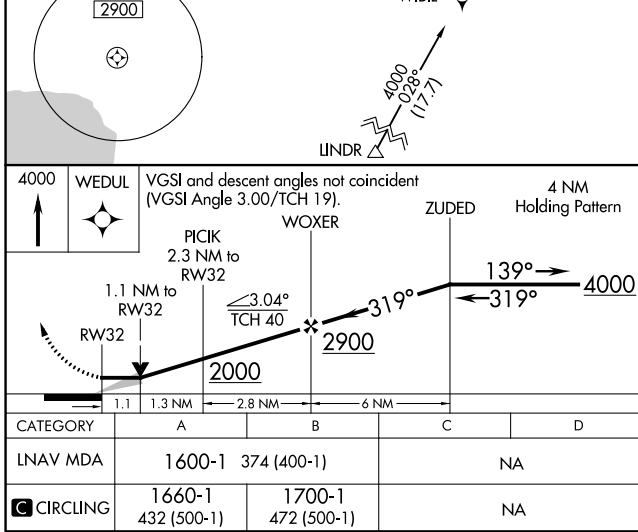 2900
4000
028°
(17.7)
LINDR
4000
WEDUL
VGSI and descent angles not coincident
(VGSI Angle 3.00/TCH 19).
4 NM
Holding Pattern
PICIK
2.3 NM to
RW32
WOXER
ZUDED
1.1 NM to
RW32
3.04°
TCH 40
319°
139°
319°
4000
RW32
2900
2000
1.1
1.3 NM
2.8 NM
6 NM
CATEGORY A B C D
LNAV MDA 1600-1 374 (400-1) NA
C CIRCLING 1660-1 432 (500-1) 1700-1 472 (500-1) NA